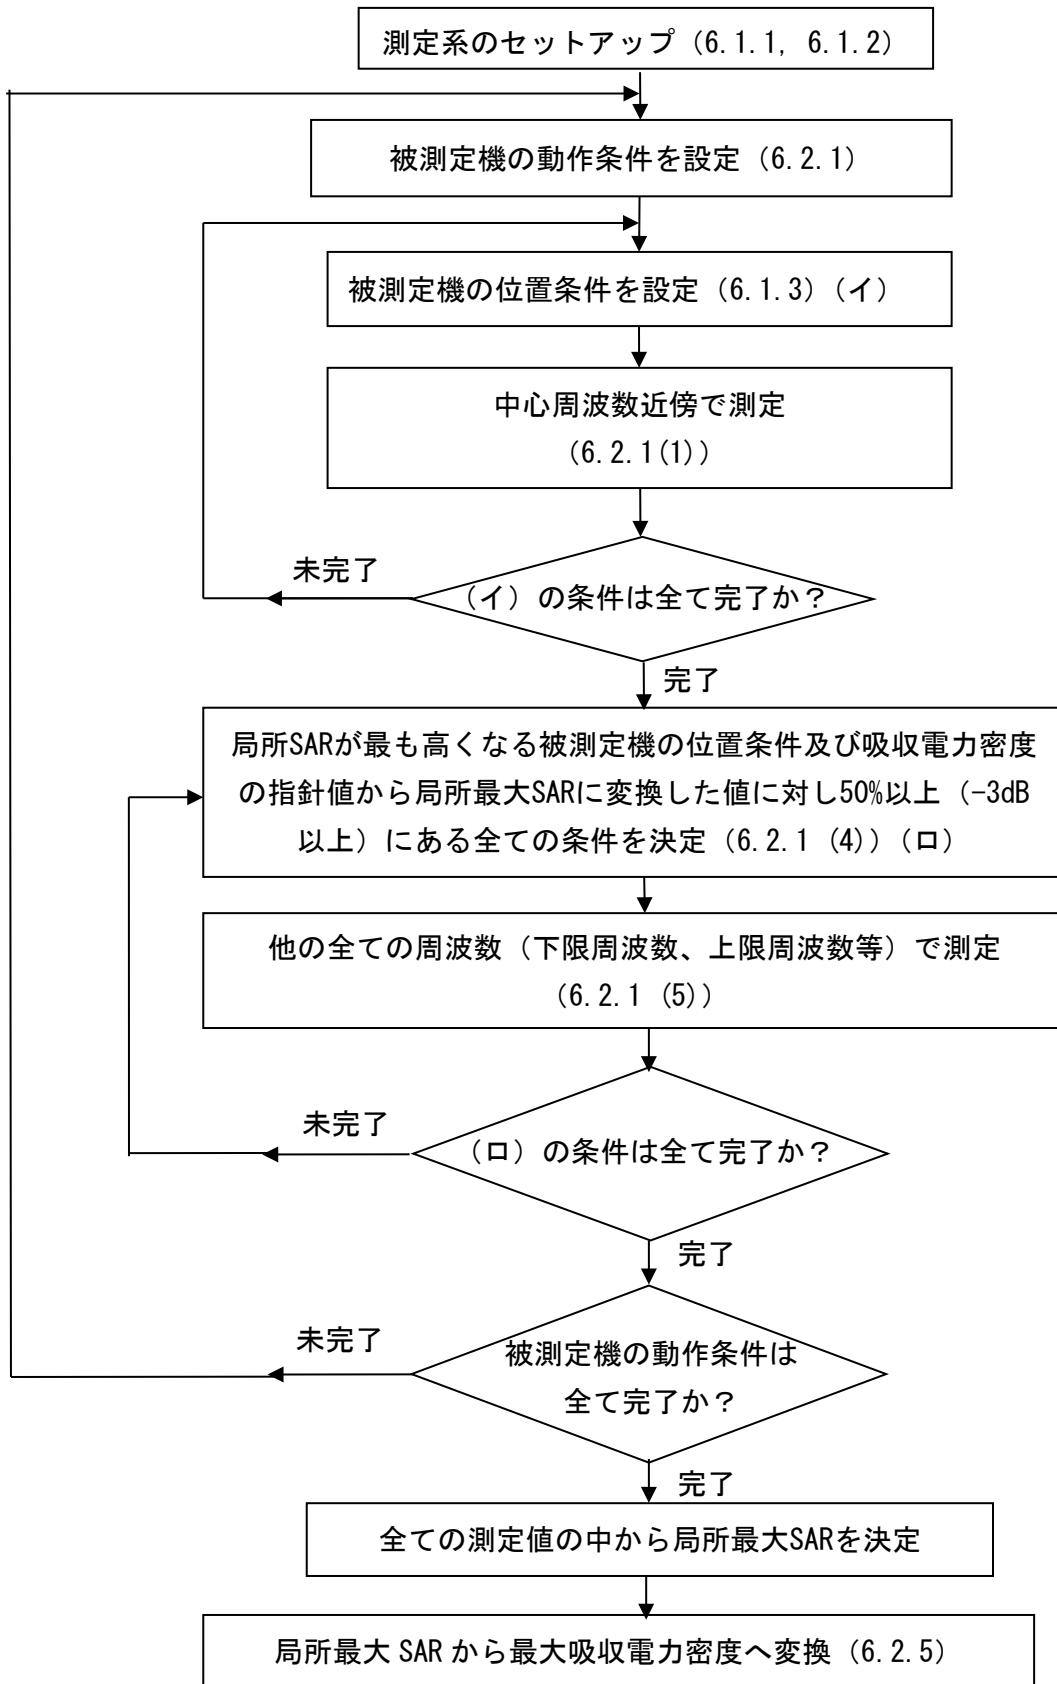 測定系のセットアップ（6.1.1, 6.1.2）
被測定機の動作条件を設定（6.2.1）
被測定機の位置条件を設定（6.1.3）（イ）
中心周波数近傍で測定
（6.2.1(1)）
未完了
（イ）の条件は全て完了か？
完了
局所SARが最も高くなる被測定機の位置条件及び吸収電力密度
の指針値から局所最大SARに変換した値に対し50%以上（-3dB
以上）にある全ての条件を決定（6.2.1 (4)）（ロ）
他の全ての周波数（下限周波数、上限周波数等）で測定
（6.2.1 (5)）
未完了
（ロ）の条件は全て完了か？
完了
未完了
被測定機の動作条件は
全て完了か？
完了
全ての測定値の中から局所最大SARを決定
局所最大 SAR から最大吸収電力密度へ変換（6.2.5）